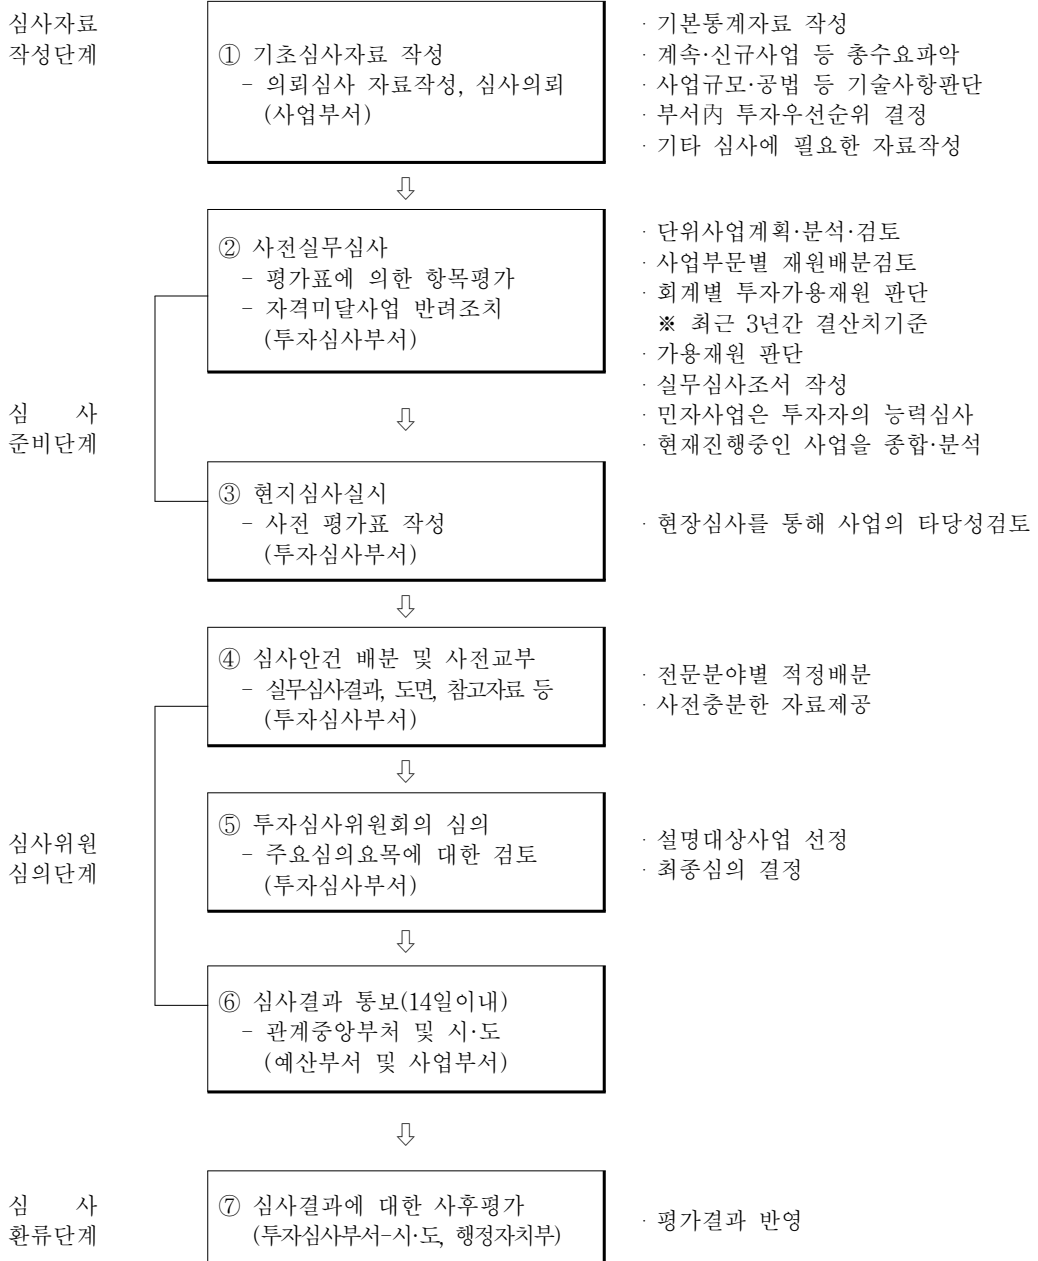 심사자료
작성단계
① 기초심사자료 작성
- 의뢰심사 자료작성, 심사의뢰
(사업부서)
· 기본통계자료 작성
· 계속·신규사업 등 총수요파악
· 사업규모·공법 등 기술사항판단
· 부서內 투자우선순위 결정
· 기타 심사에 필요한 자료작성
⇩
심 사
준비단계
② 사전실무심사
- 평가표에 의한 항목평가
- 자격미달사업 반려조치
(투자심사부서)
· 단위사업계획·분석·검토
· 사업부문별 재원배분검토
· 회계별 투자가용재원 판단
※ 최근 3년간 결산치기준
· 가용재원 판단
· 실무심사조서 작성
· 민자사업은 투자자의 능력심사
· 현재진행중인 사업을 종합·분석
⇩
③ 현지심사실시
- 사전 평가표 작성
(투자심사부서)
· 현장심사를 통해 사업의 타당성검토
⇩
심사위원
심의단계
④ 심사안건 배분 및 사전교부
- 실무심사결과, 도면, 참고자료 등
(투자심사부서)
· 전문분야별 적정배분
· 사전충분한 자료제공
⇩
⑤ 투자심사위원회의 심의
- 주요심의요목에 대한 검토
(투자심사부서)
· 설명대상사업 선정
· 최종심의 결정
⇩
⑥ 심사결과 통보(14일이내)
- 관계중앙부처 및 시·도
(예산부서 및 사업부서)
⇩
심 사
환류단계
⑦ 심사결과에 대한 사후평가
(투자심사부서-시·도, 행정자치부)
· 평가결과 반영